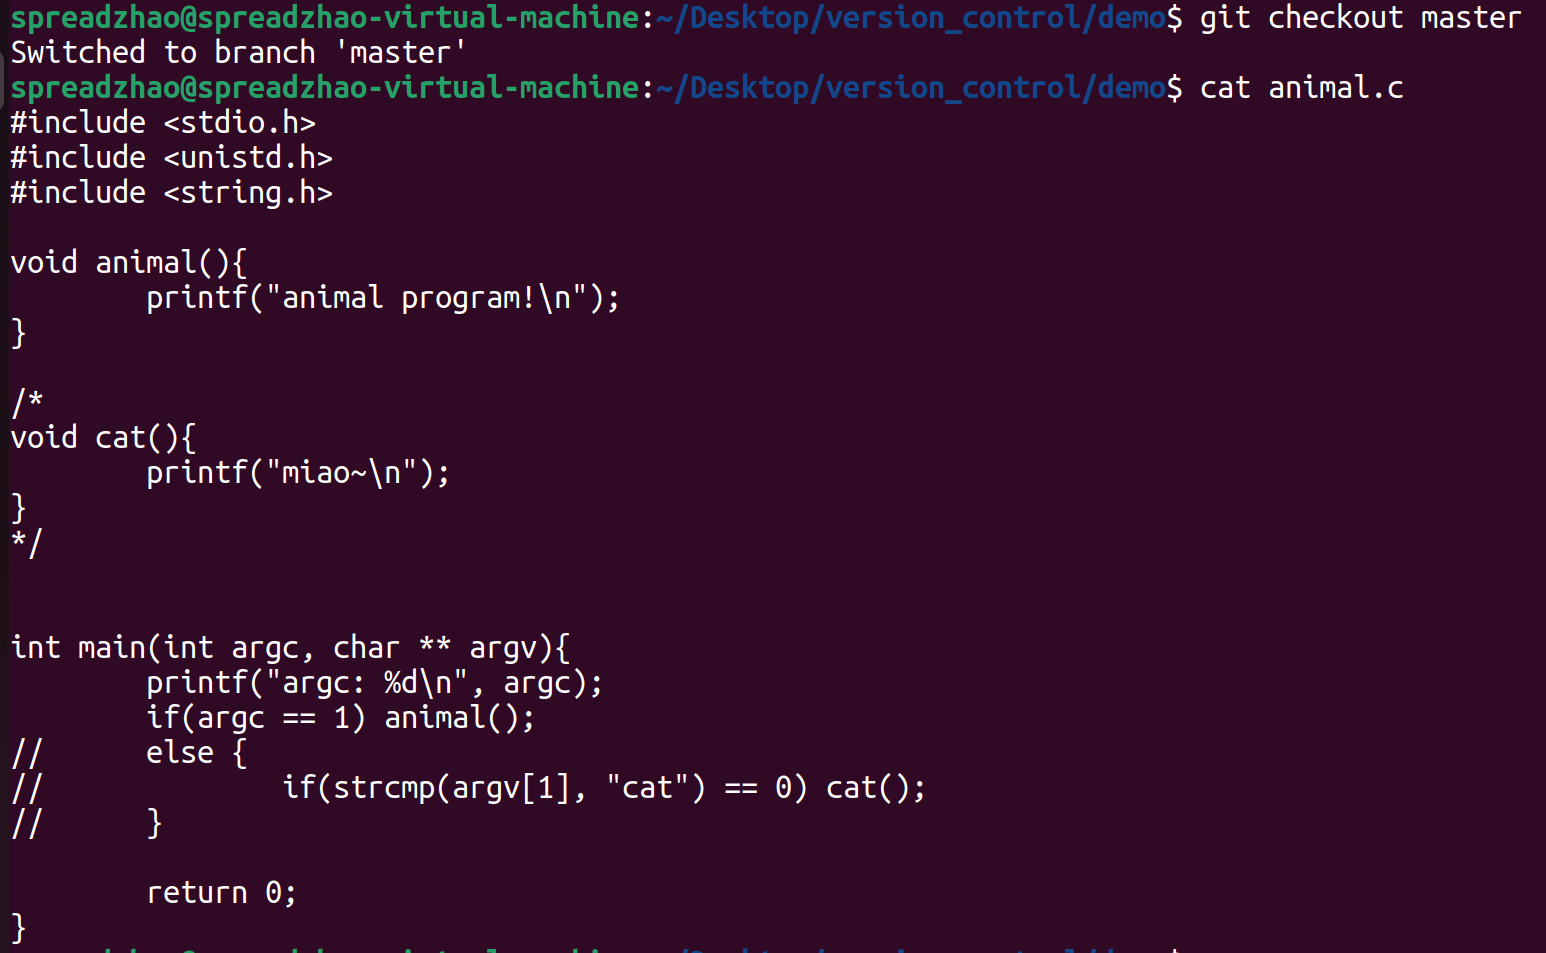 spreadzhao@spreadzhao-virtual-machine:~/Desktop/version_control/demo$ git checkout master
Switched to branch 'master'
spreadzhao@spreadzhao-virtual-machine:~/Desktop/version_control/demo$ cat animal.c
#include <stdio.h>
#include <unistd.h>
#include <string.h>

void animal(){
        printf("animal program!\n");
}

/*
void cat(){
        printf("miao~\n");
}
*/


int main(int argc, char ** argv){
        printf("argc: %d\n", argc);
        if(argc == 1) animal();
//      else {
//              if(strcmp(argv[1], "cat") == 0) cat();
//      }

        return 0;
}